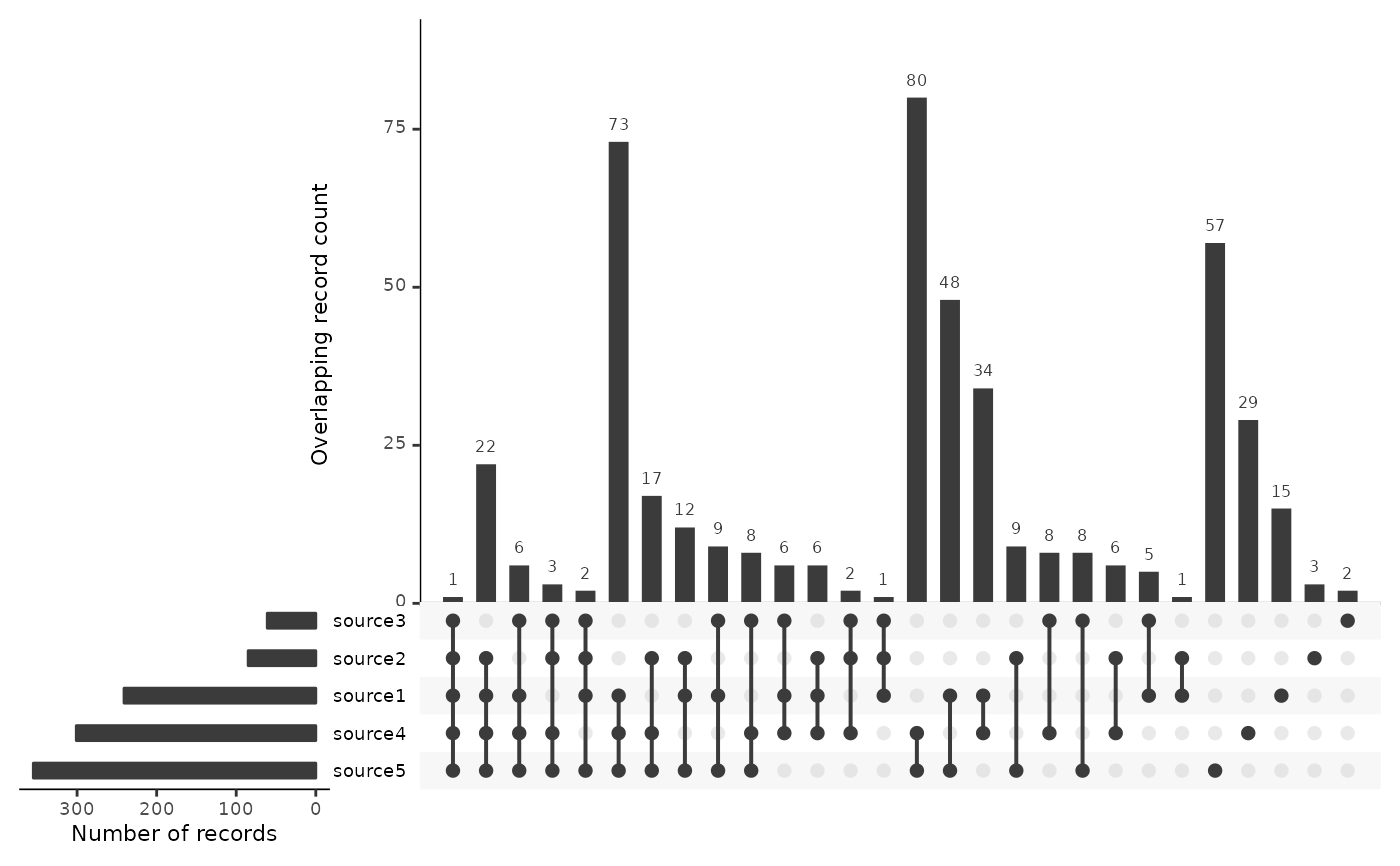 Overlapping record count
75
50
25
0
1 22 6 3 2 73 17 12 9 8 6 6 2 1 80 48 34 9 8 8 6 5 1 57 29 15 3 2
source3
source2
source1
source4
source5
300 200 100 0
Number of records